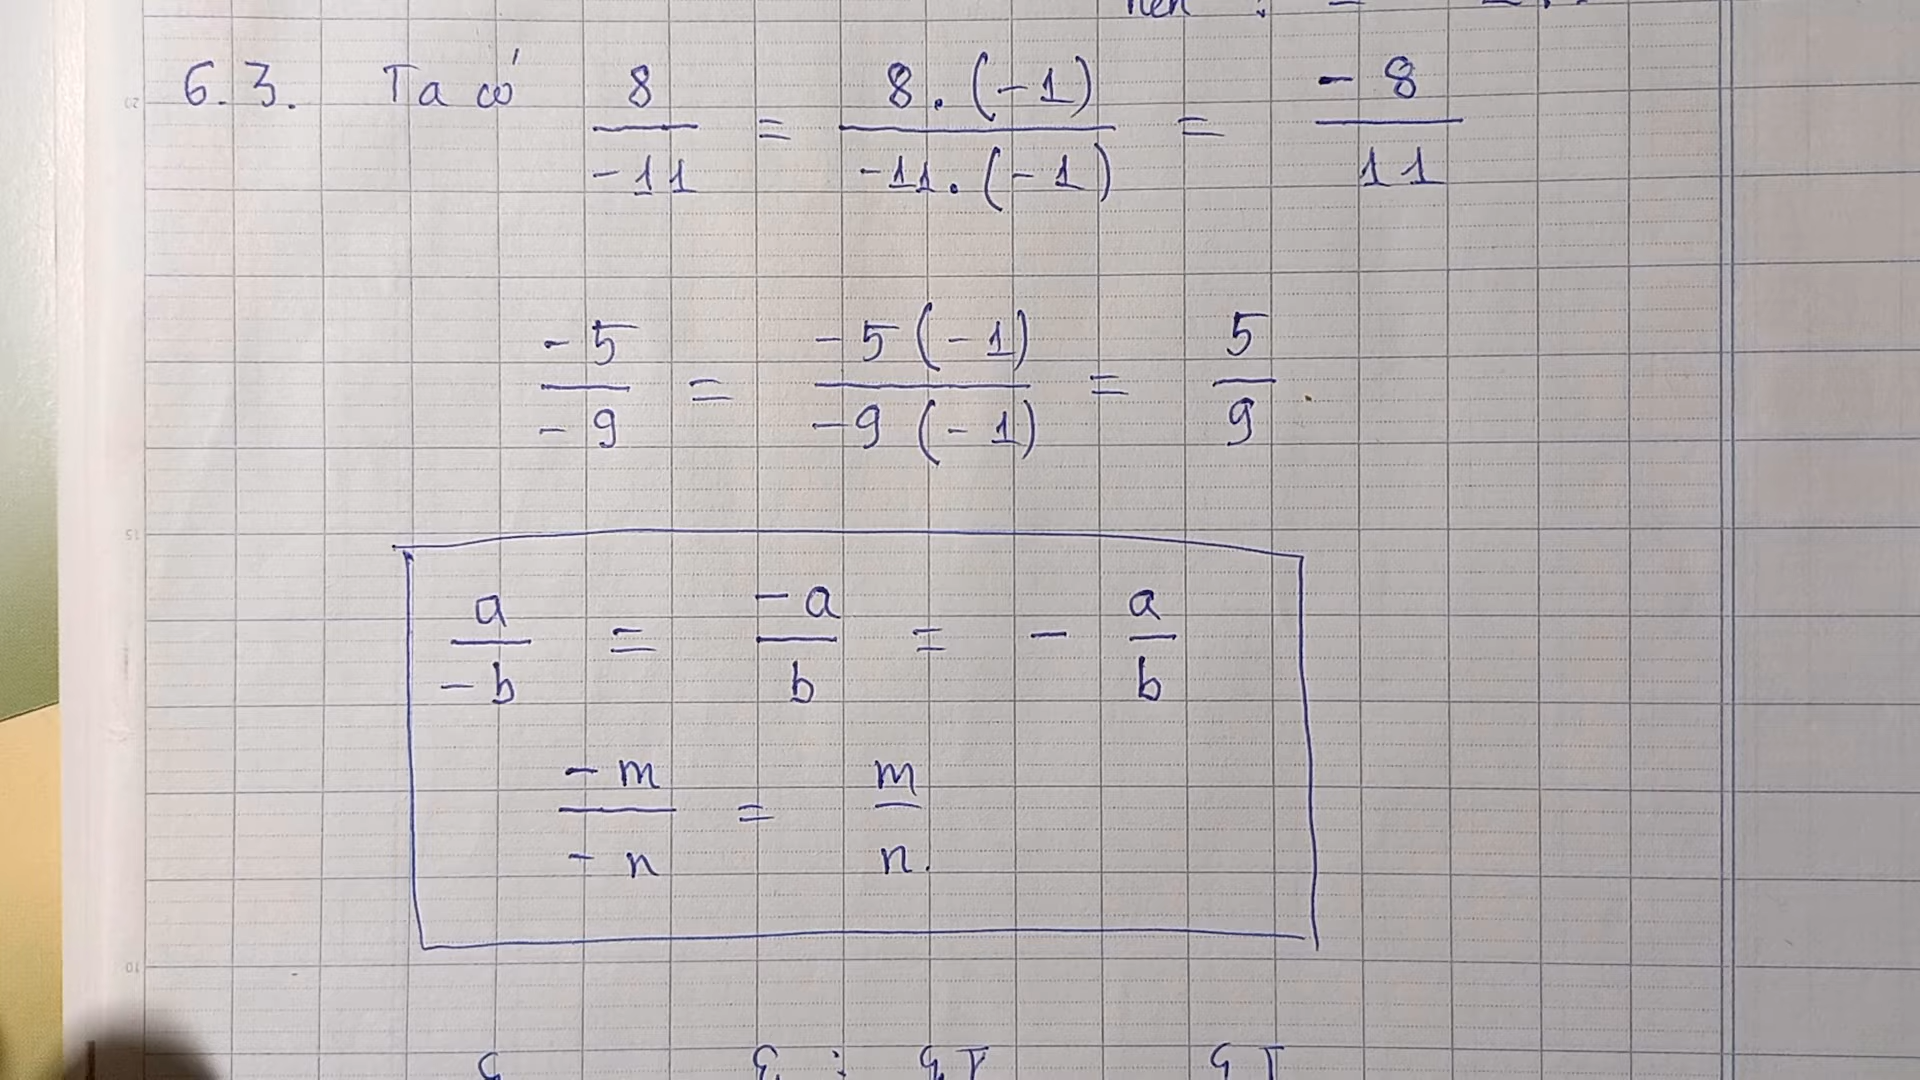 nên
6.3. Ta có 8/-11 = 8.(-1)/-11.(-1) = -8/11
-5/-9 = -5(-1)/-9(-1) = 5/9.
a/-b = -a/b = - a/b
-m/-n = m/n.